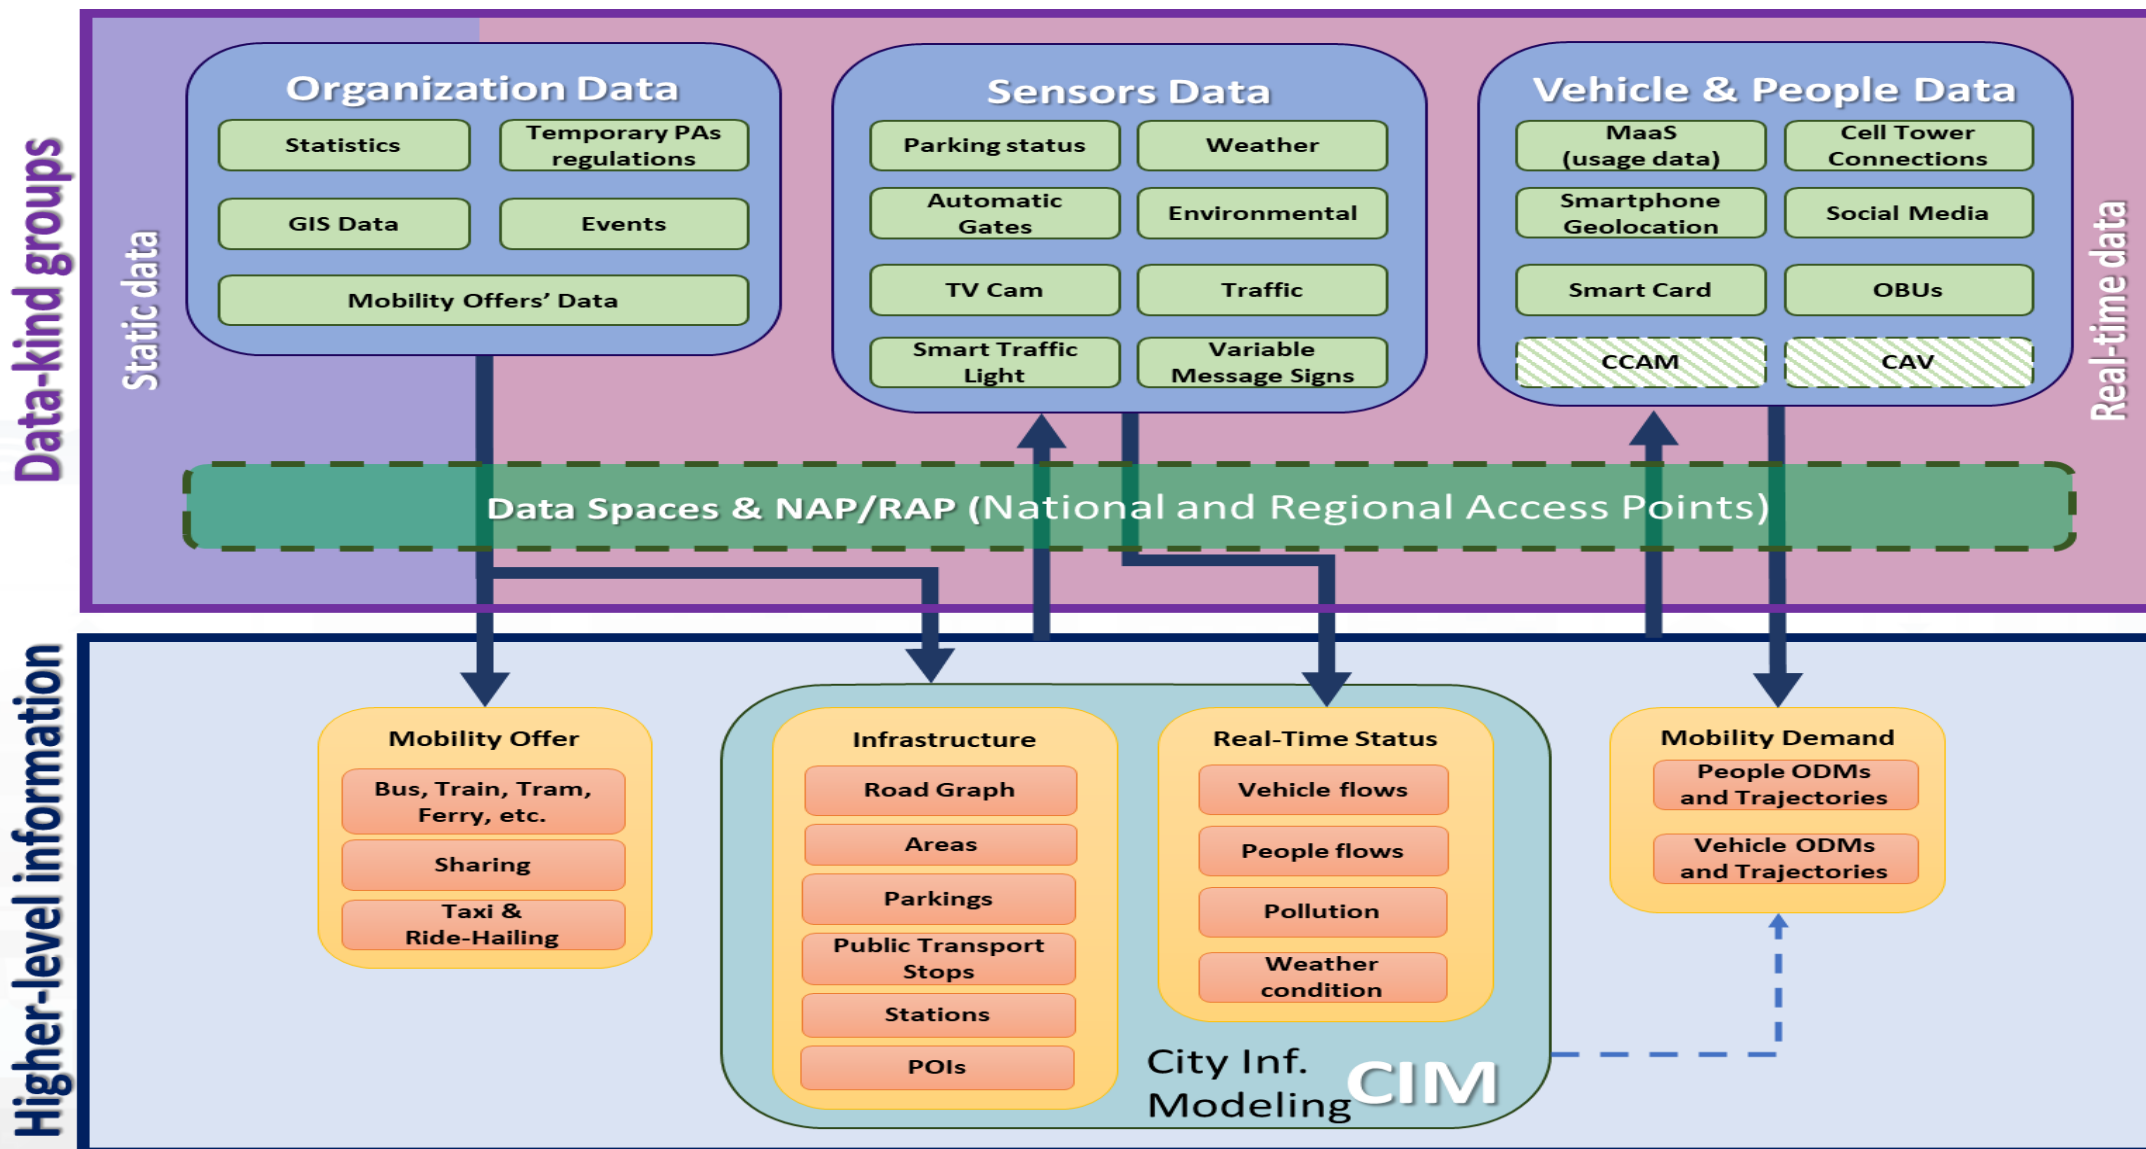 Data-kind groups
Static data
Real-time data
Organization Data
Statistics
Temporary PAs
regulations
GIS Data
Events
Mobility Offers’ Data
Sensors Data
Parking status
Weather
Automatic
Gates
Environmental
TV Cam
Traffic
Smart Traffic
Light
Variable
Message Signs
Vehicle & People Data
MaaS
(usage data)
Cell Tower
Connections
Smartphone
Geolocation
Social Media
Smart Card
OBUs
CCAM
CAV
Data Spaces & NAP/RAP (National and Regional Access Points)
Higher-level information
Mobility Offer
Bus, Train, Tram,
Ferry, etc.
Sharing
Taxi &
Ride-Hailing
Infrastructure
Road Graph
Areas
Parkings
Public Transport
Stops
Stations
POIs
Real-Time Status
Vehicle flows
People flows
Pollution
Weather
condition
City Inf.
Modeling
CIM
Mobility Demand
People ODMs
and Trajectories
Vehicle ODMs
and Trajectories